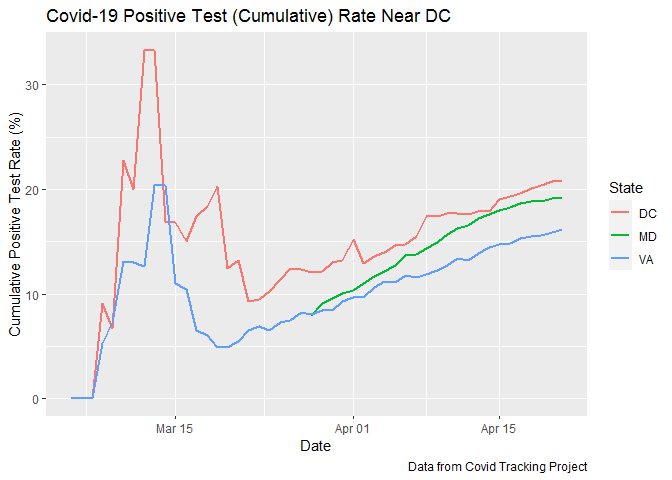 Covid-19 Positive Test (Cumulative) Rate Near DC
Cumulative Positive Test Rate (%)
30
20
10
0
Mar 15
Apr 01
Apr 15
Date
State
DC
MD
VA
Data from Covid Tracking Project